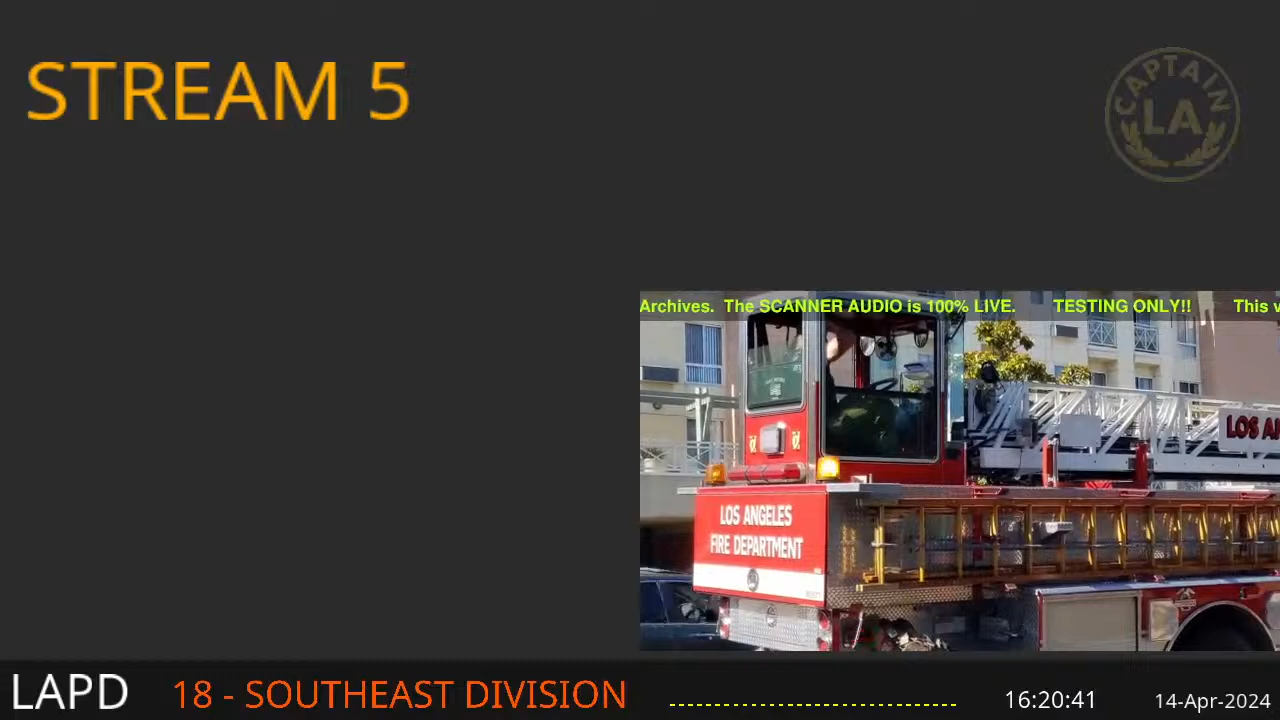 STREAM 5
CAPTAIN
LA
Archives. The SCANNER AUDIO is 100% LIVE. TESTING ONLY!! This
LOS
LOS ANGELES
FIRE DEPARTMENT
LAPD 18 - SOUTHEAST DIVISION 16:20:41 14-Apr-2024